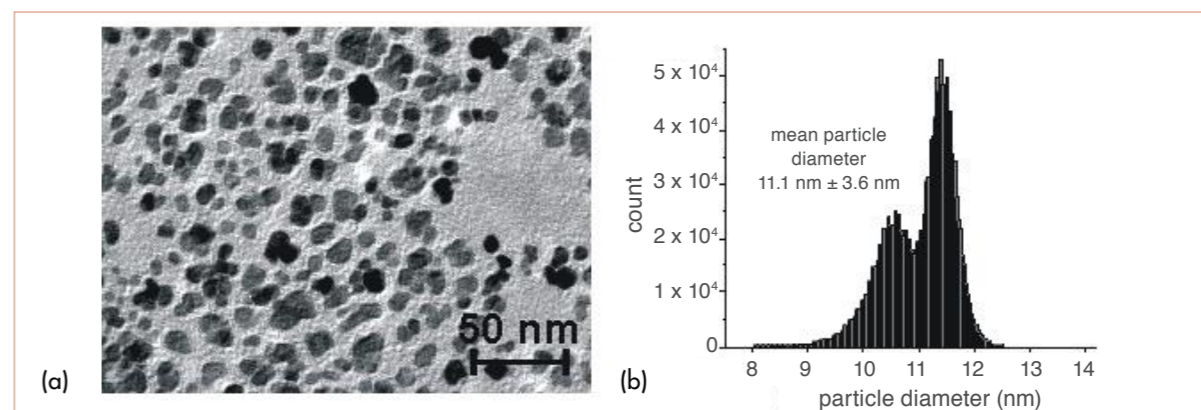 50 nm
(a)
5 x 10⁴
4 x 10⁴
3 x 10⁴
2 x 10⁴
1 x 10⁴
0
count
mean particle
diameter
11.1 nm ± 3.6 nm
8 9 10 11 12 13 14
particle diameter (nm)
(b)